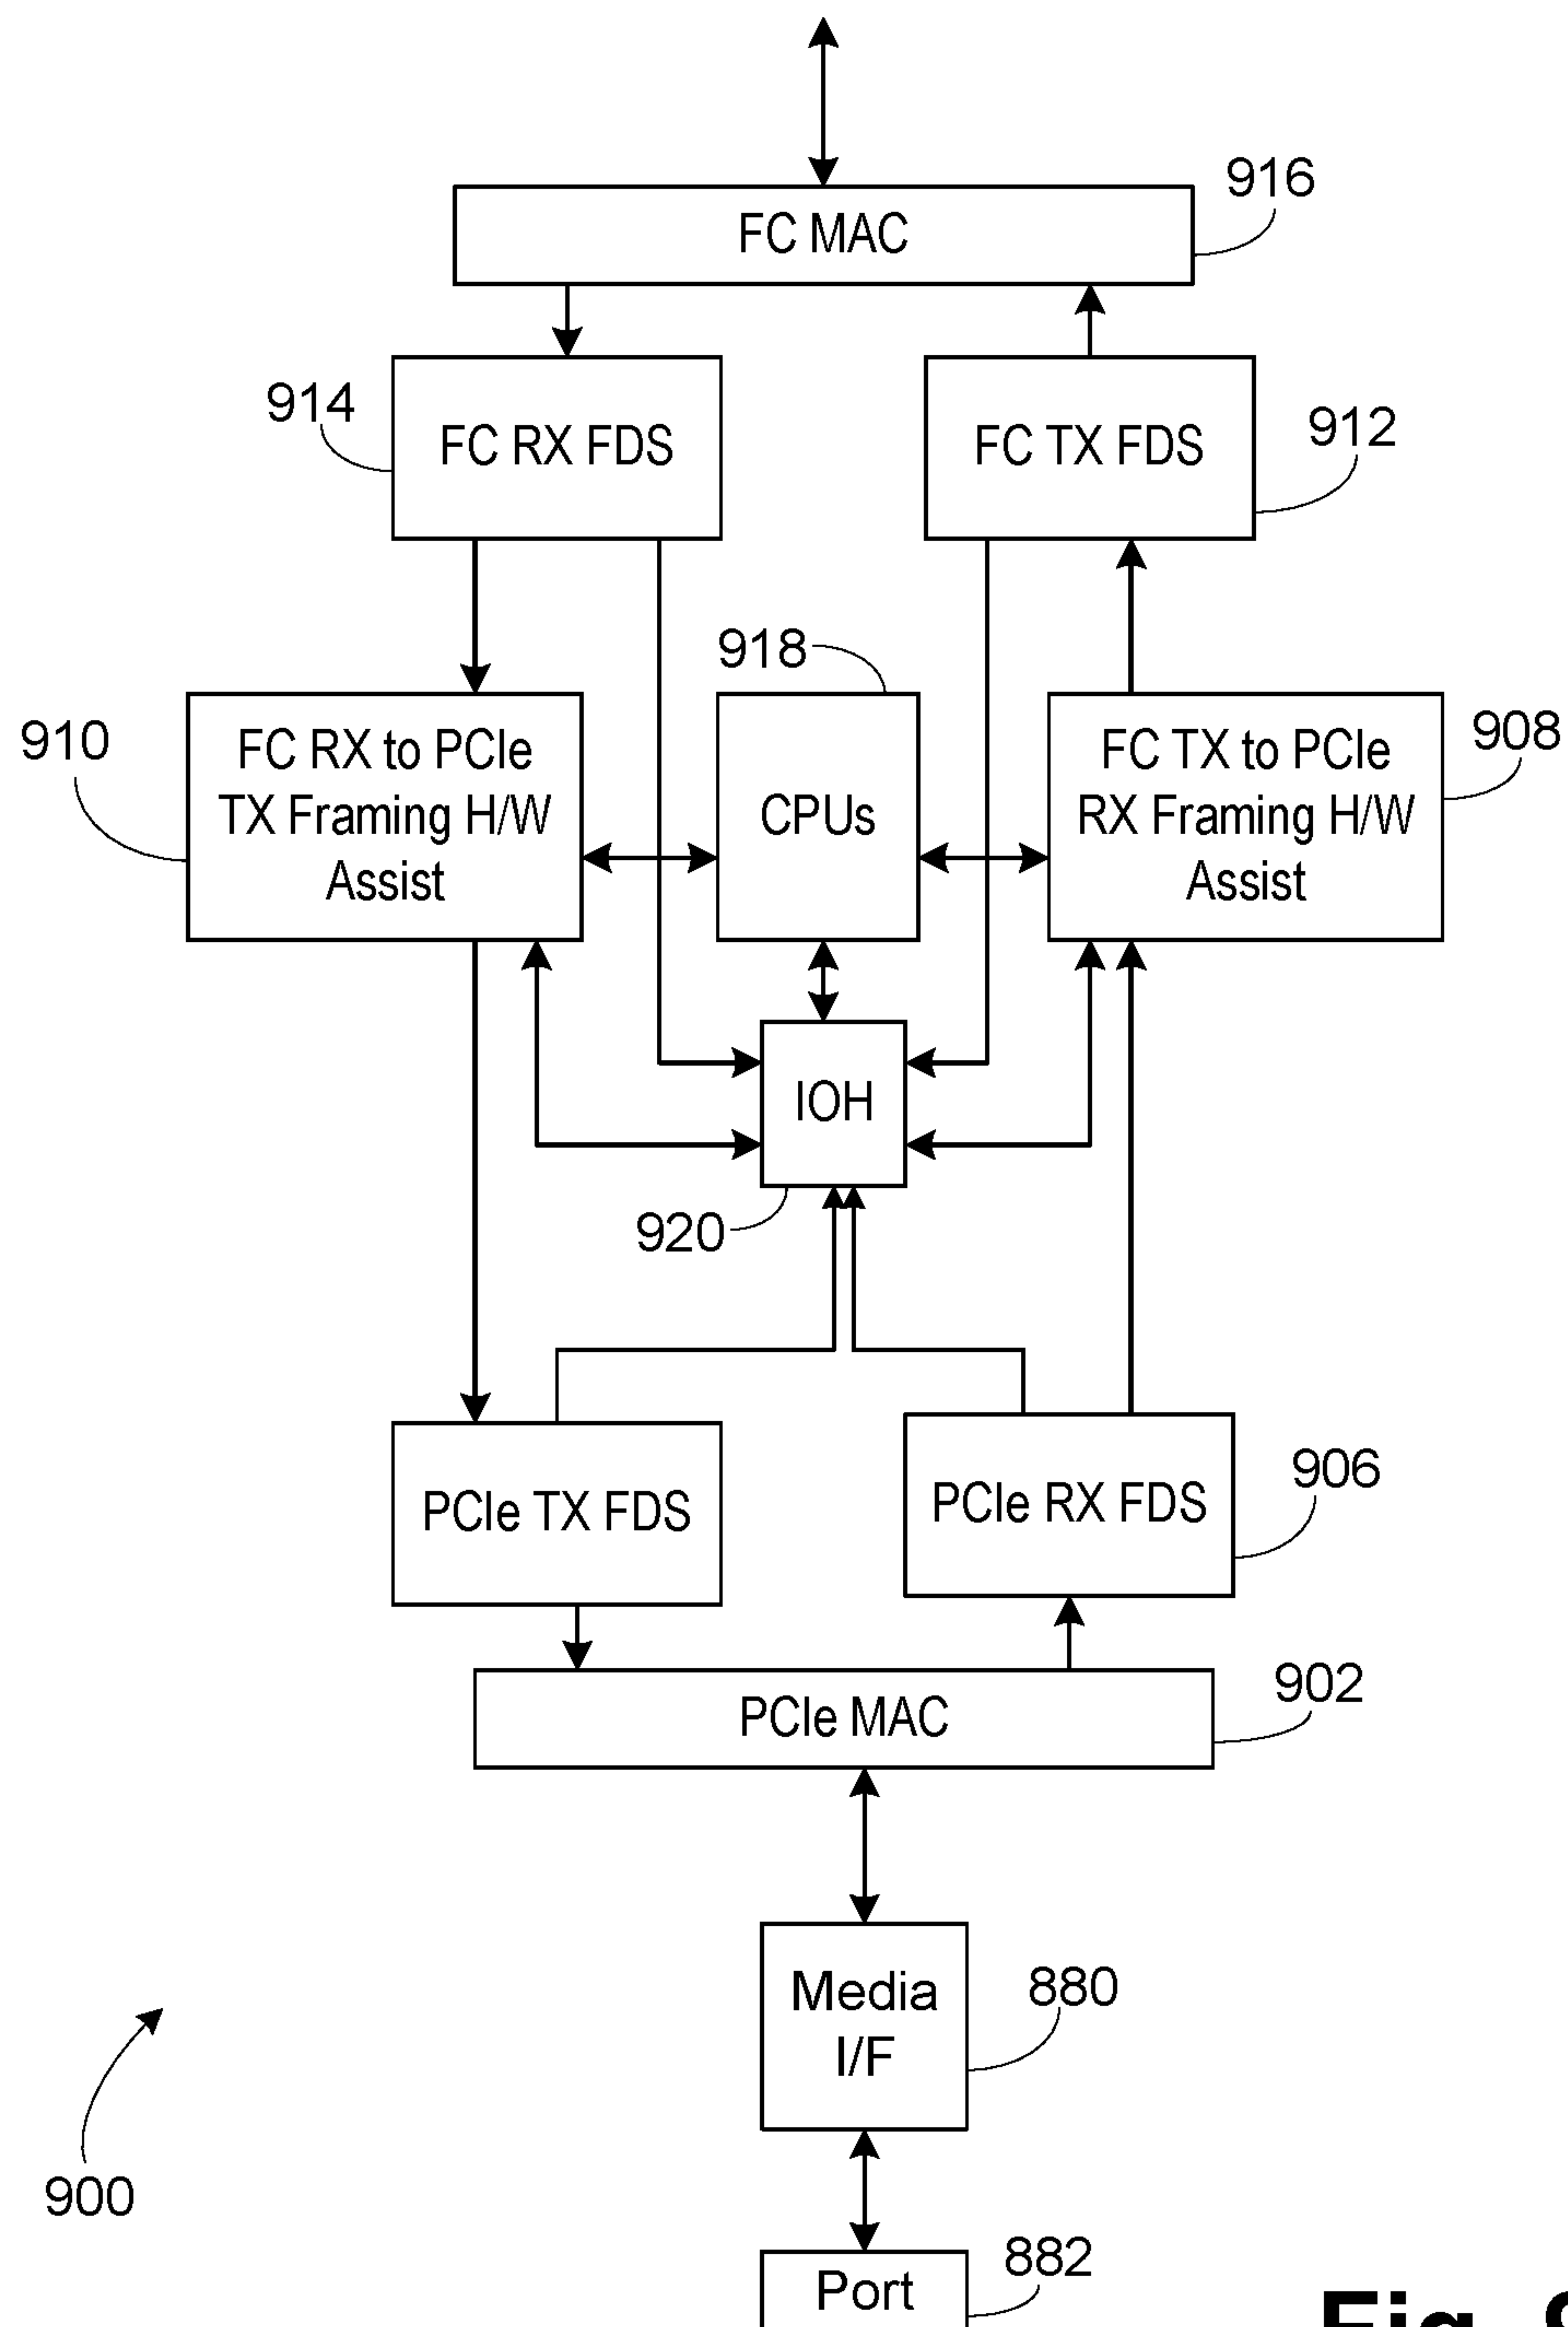 916
FC MAC
914
FC RX FDS
FC TX FDS
912
918
910
FC RX to PCIe
TX Framing H/W
Assist
CPUs
FC TX to PCIe
RX Framing H/W
Assist
908
IOH
920
PCIe TX FDS
PCIe RX FDS
906
PCIe MAC
902
Media
I/F
880
900
882
Port